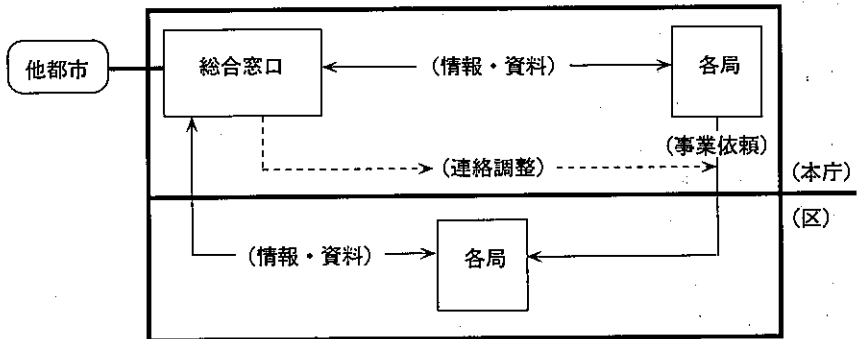 他都市
総合窓口
(情報・資料)
各局
(事業依頼)
(連絡調整)
(本庁)
(区)
(情報・資料)
各局